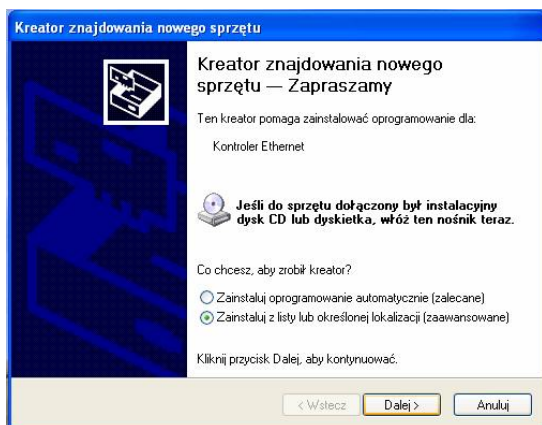 Kreator znajdowania nowego sprzętu
Kreator znajdowania nowego
sprzętu — Zapraszamy
Ten kreator pomaga zainstalować oprogramowanie dla:
Kontroler Ethernet
Jeśli do sprzętu dołączony był instalacyjny
dysk CD lub dyskietka, włóż ten nośnik teraz.
Co chcesz, aby zrobił kreator?
Zainstaluj oprogramowanie automatycznie (zalecane)
Zainstaluj z listy lub określonej lokalizacji (zaawansowane)
Kliknij przycisk Dalej, aby kontynuować.
< Wstecz Dalej > Anuluj